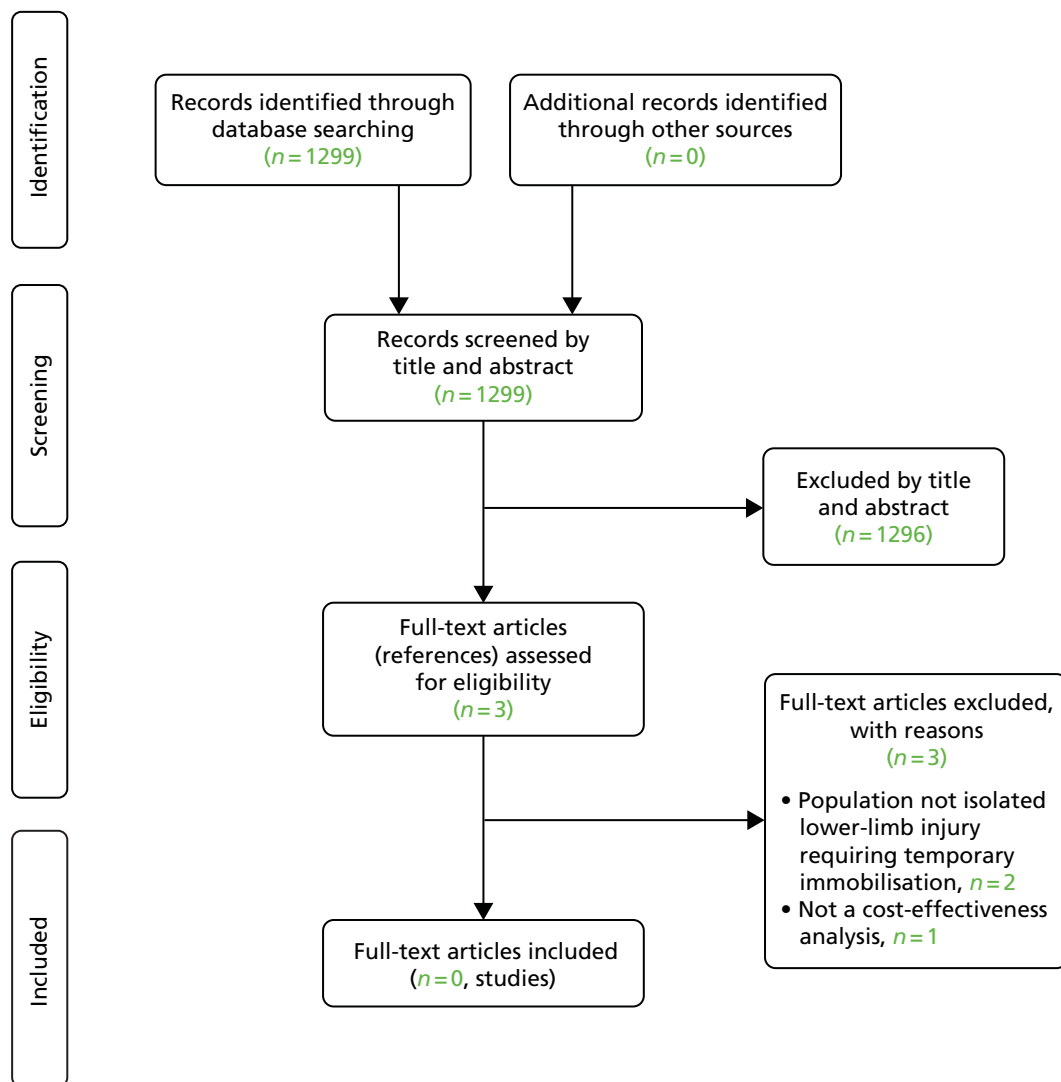 Identification
Records identified through
database searching
(n=1299)
Additional records identified
through other sources
(n=0)
Screening
Records screened by
title and abstract
(n=1299)
Excluded by title
and abstract
(n=1296)
Eligibility
Full-text articles
(references) assessed
for eligibility
(n=3)
Full-text articles excluded,
with reasons
(n=3)
• Population not isolated
lower-limb injury
requiring temporary
immobilisation, n=2
• Not a cost-effectiveness
analysis, n=1
Included
Full-text articles included
(n=0, studies)